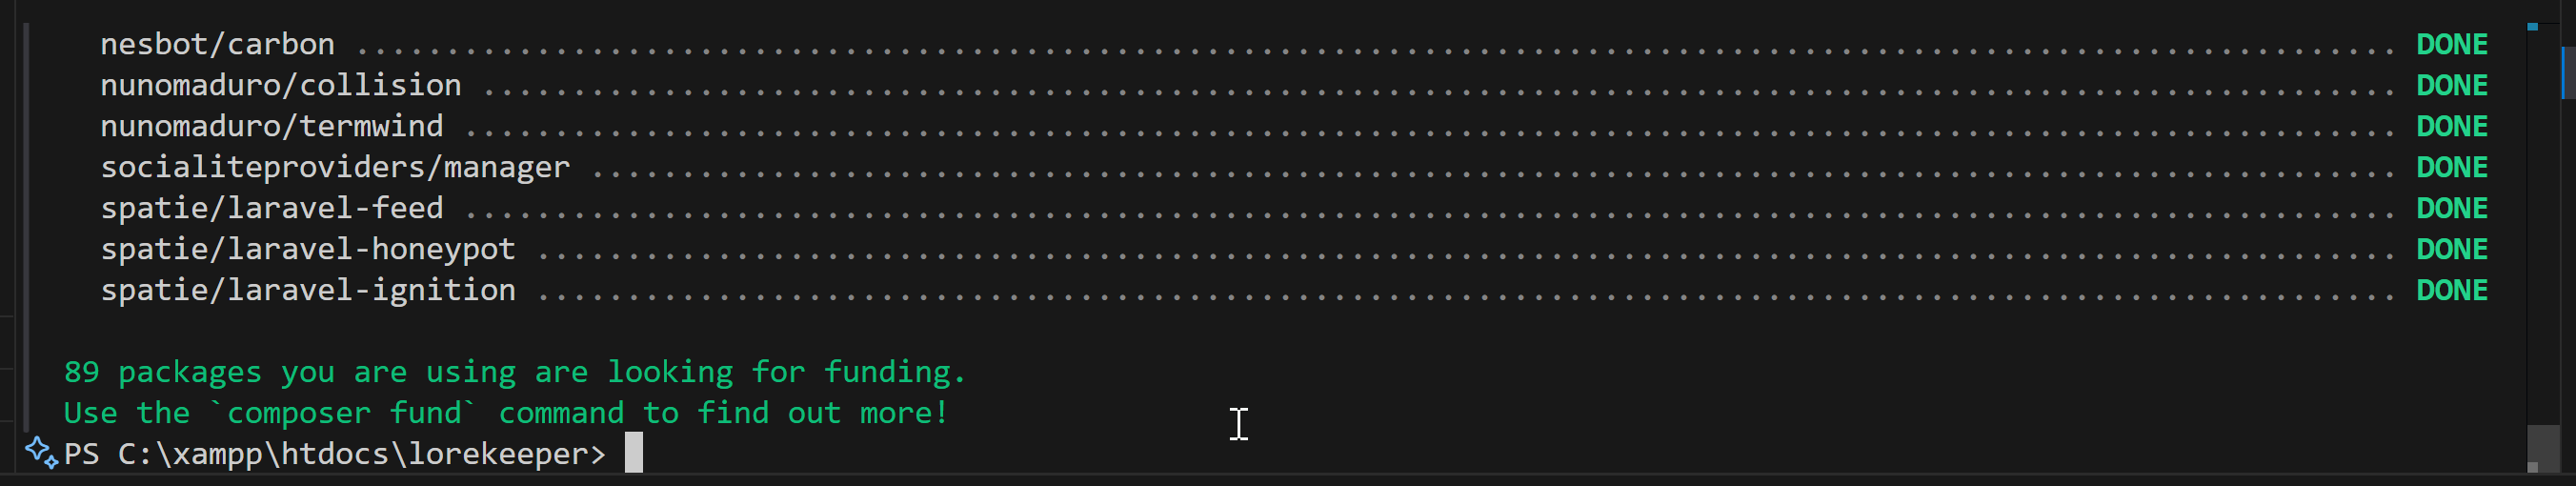 nesbot/carbon ................................................................................................................. DONE
nunomaduro/collision .......................................................................................................... DONE
nunomaduro/termwind ........................................................................................................... DONE
socialiteproviders/manager .................................................................................................... DONE
spatie/laravel-feed ........................................................................................................... DONE
spatie/laravel-honeypot ....................................................................................................... DONE
spatie/laravel-ignition ....................................................................................................... DONE
89 packages you are using are looking for funding.
Use the `composer fund` command to find out more!
PS C:\xampp\htdocs\lorekeeper>